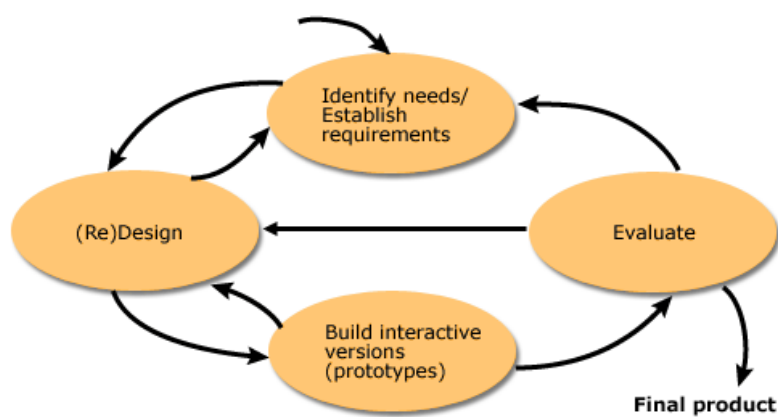 Identify needs/
Establish
requirements
(Re)Design
Evaluate
Build interactive
versions
(prototypes)
Final product